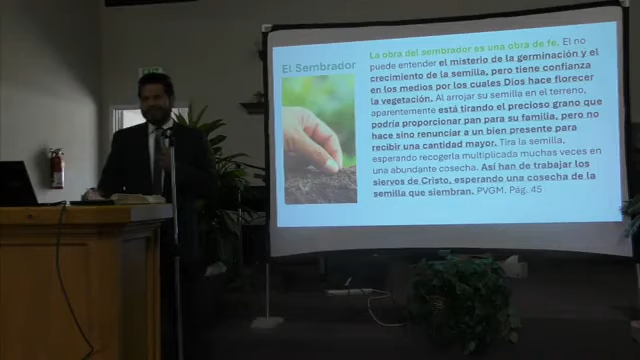 EXIT
El Sembrador
La obra del sembrador es una obra de fe. El no
puede entender el misterio de la germinación y el
crecimiento de la semilla, pero tiene confianza
en los medios por los cuales Dios hace florecer
la vegetación. Al arrojar su semilla en el terreno,
aparentemente está tirando el precioso grano que
podría proporcionar pan para su familia, pero no
hace sino renunciar a un bien presente para
recibir una cantidad mayor. Tira la semilla,
esperando recogerla multiplicada muchas veces en
una abundante cosecha. Así han de trabajar los
siervos de Cristo, esperando una cosecha de la
semilla que siembran. PVGM. Pág. 45